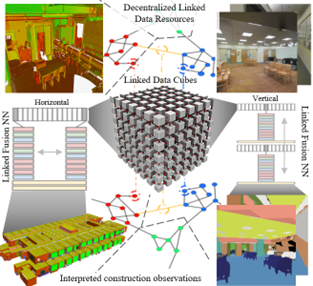 Decentralized Linked
Data Resources
Linked Data Cubes
Horizontal
Vertical
Linked Fusion NN
Linked Fusion NN
Interpreted construction observations